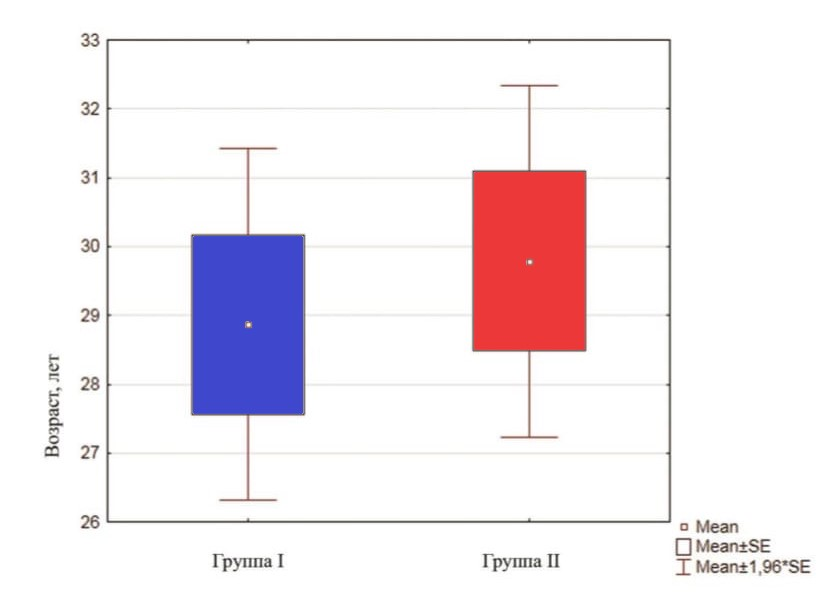 33
32
31
30
29
28
27
26
Возраст, лет
Группа I
Группа II
Mean
Mean±SE
Mean±1,96*SE